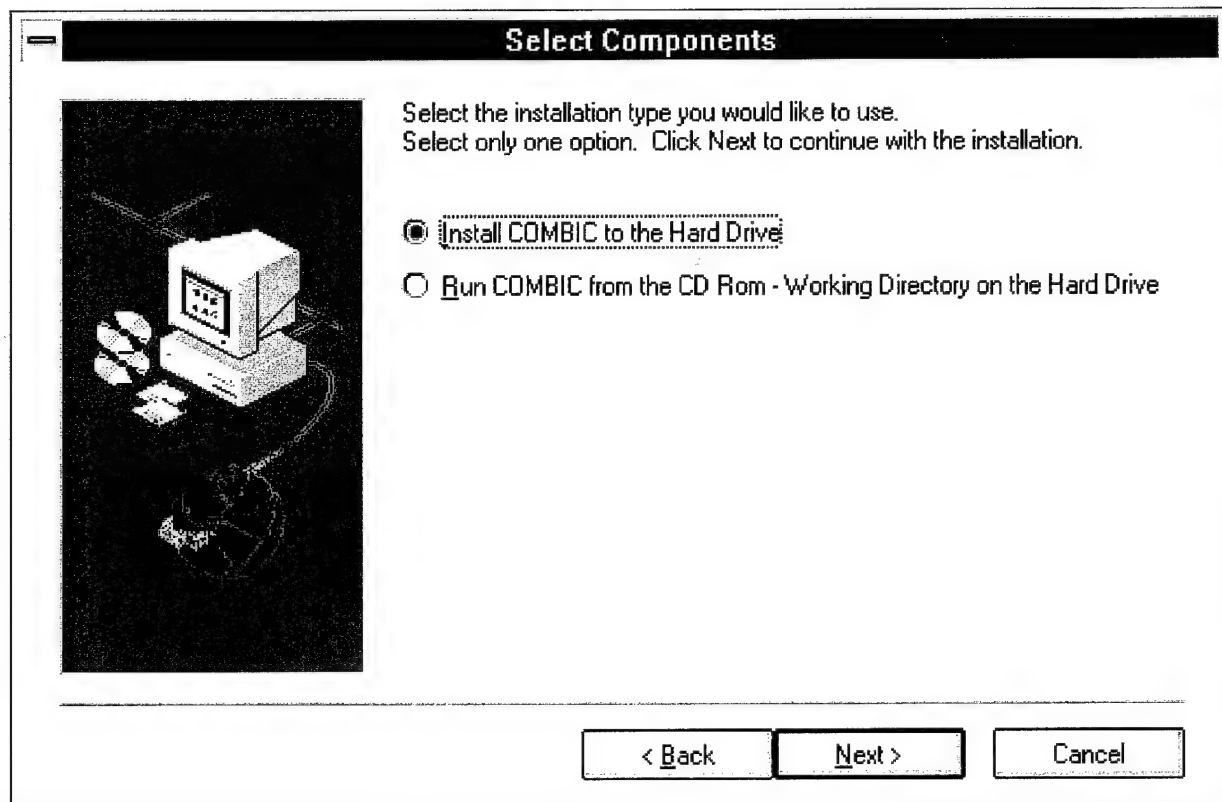 Select Components
Select the installation type you would like to use.
Select only one option. Click Next to continue with the installation.
Install COMBIC to the Hard Drive
Run COMBIC from the CD Rom - Working Directory on the Hard Drive
< Back
Next >
Cancel